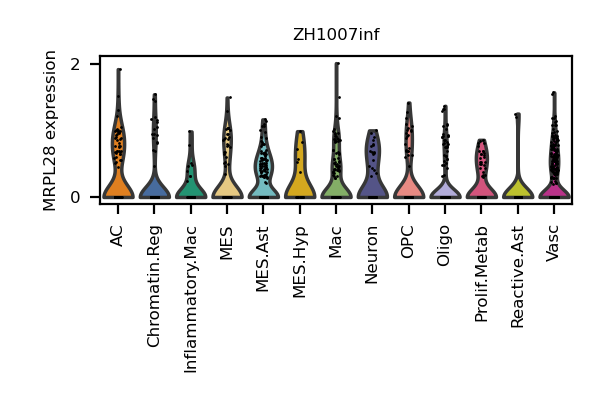 ZH1007inf
MRPL28 expression
2
0
AC
Chromatin.Reg
Inflammatory.Mac
MES
MES.Ast
MES.Hyp
Mac
Neuron
OPC
Oligo
Prolif.Metab
Reactive.Ast
Vasc